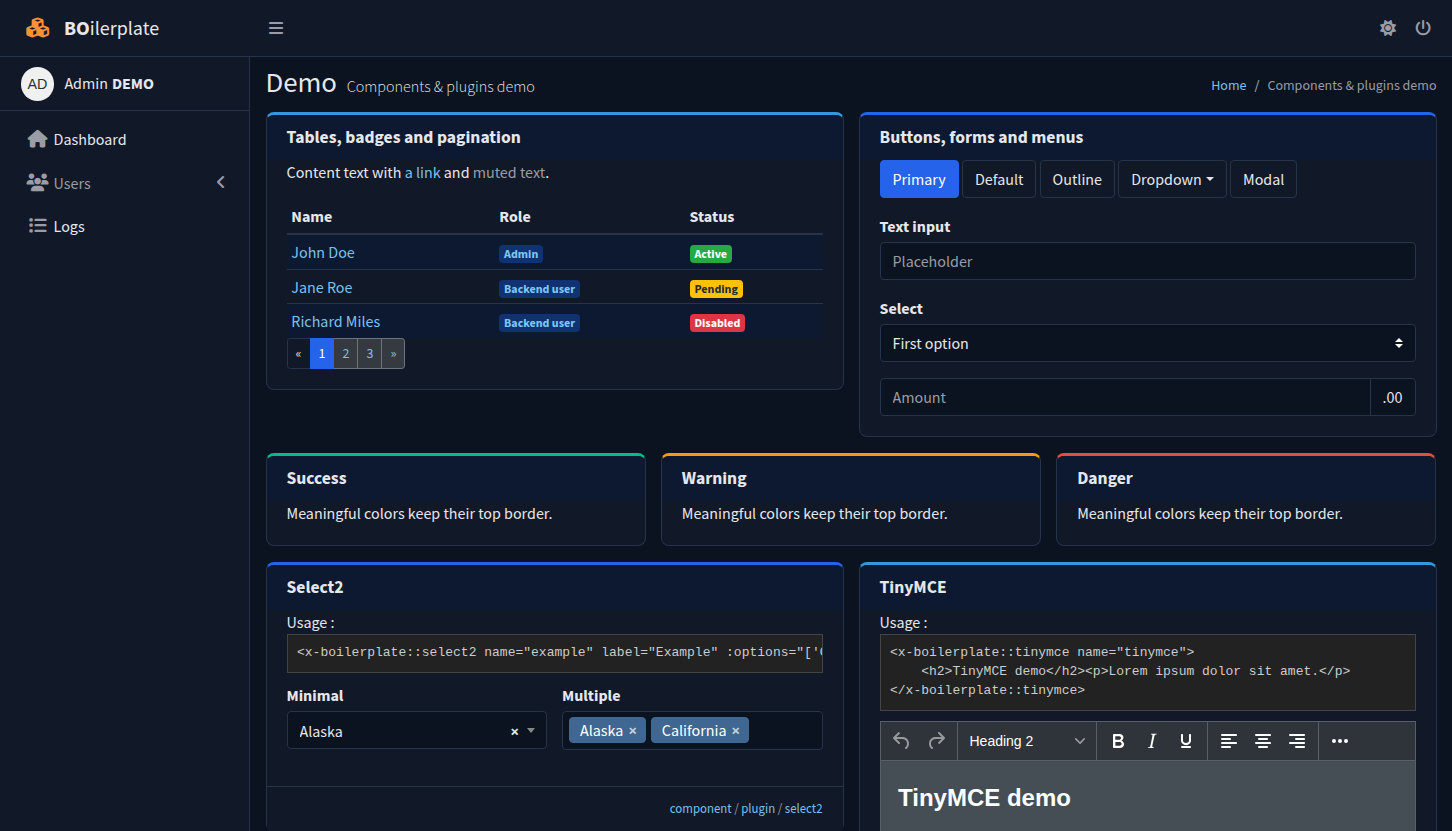 BOilerplate
AD
Admin DEMO
Dashboard
Users
Logs
Demo Components & plugins demo
Home / Components & plugins demo
Tables, badges and pagination
Content text with a link and muted text.
Name Role Status
John Doe Admin Active
Jane Roe Backend user Pending
Richard Miles Backend user Disabled
« 1 2 3 »
Buttons, forms and menus
Primary Default Outline Dropdown Modal
Text input
Placeholder
Select
First option
Amount .00
Success
Meaningful colors keep their top border.
Warning
Meaningful colors keep their top border.
Danger
Meaningful colors keep their top border.
Select2
Usage :
<x-boilerplate::select2 name="example" label="Example" :options="['
Minimal
Alaska ×
Multiple
Alaska × California ×
component / plugin / select2
TinyMCE
Usage :
<x-boilerplate::tinymce name="tinymce">
<h2>TinyMCE demo</h2><p>Lorem ipsum dolor sit amet.</p>
</x-boilerplate::tinymce>
Heading 2 B I U
TinyMCE demo